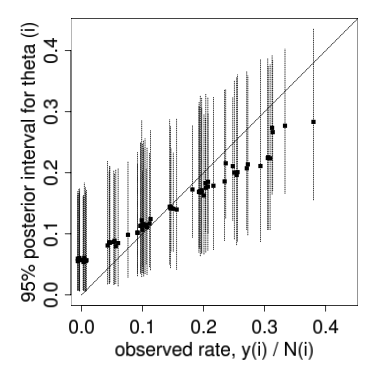 95% posterior interval for theta (i)
0.4
0.3
0.2
0.1
0.0
0.0 0.1 0.2 0.3 0.4
observed rate, y(i) / N(i)